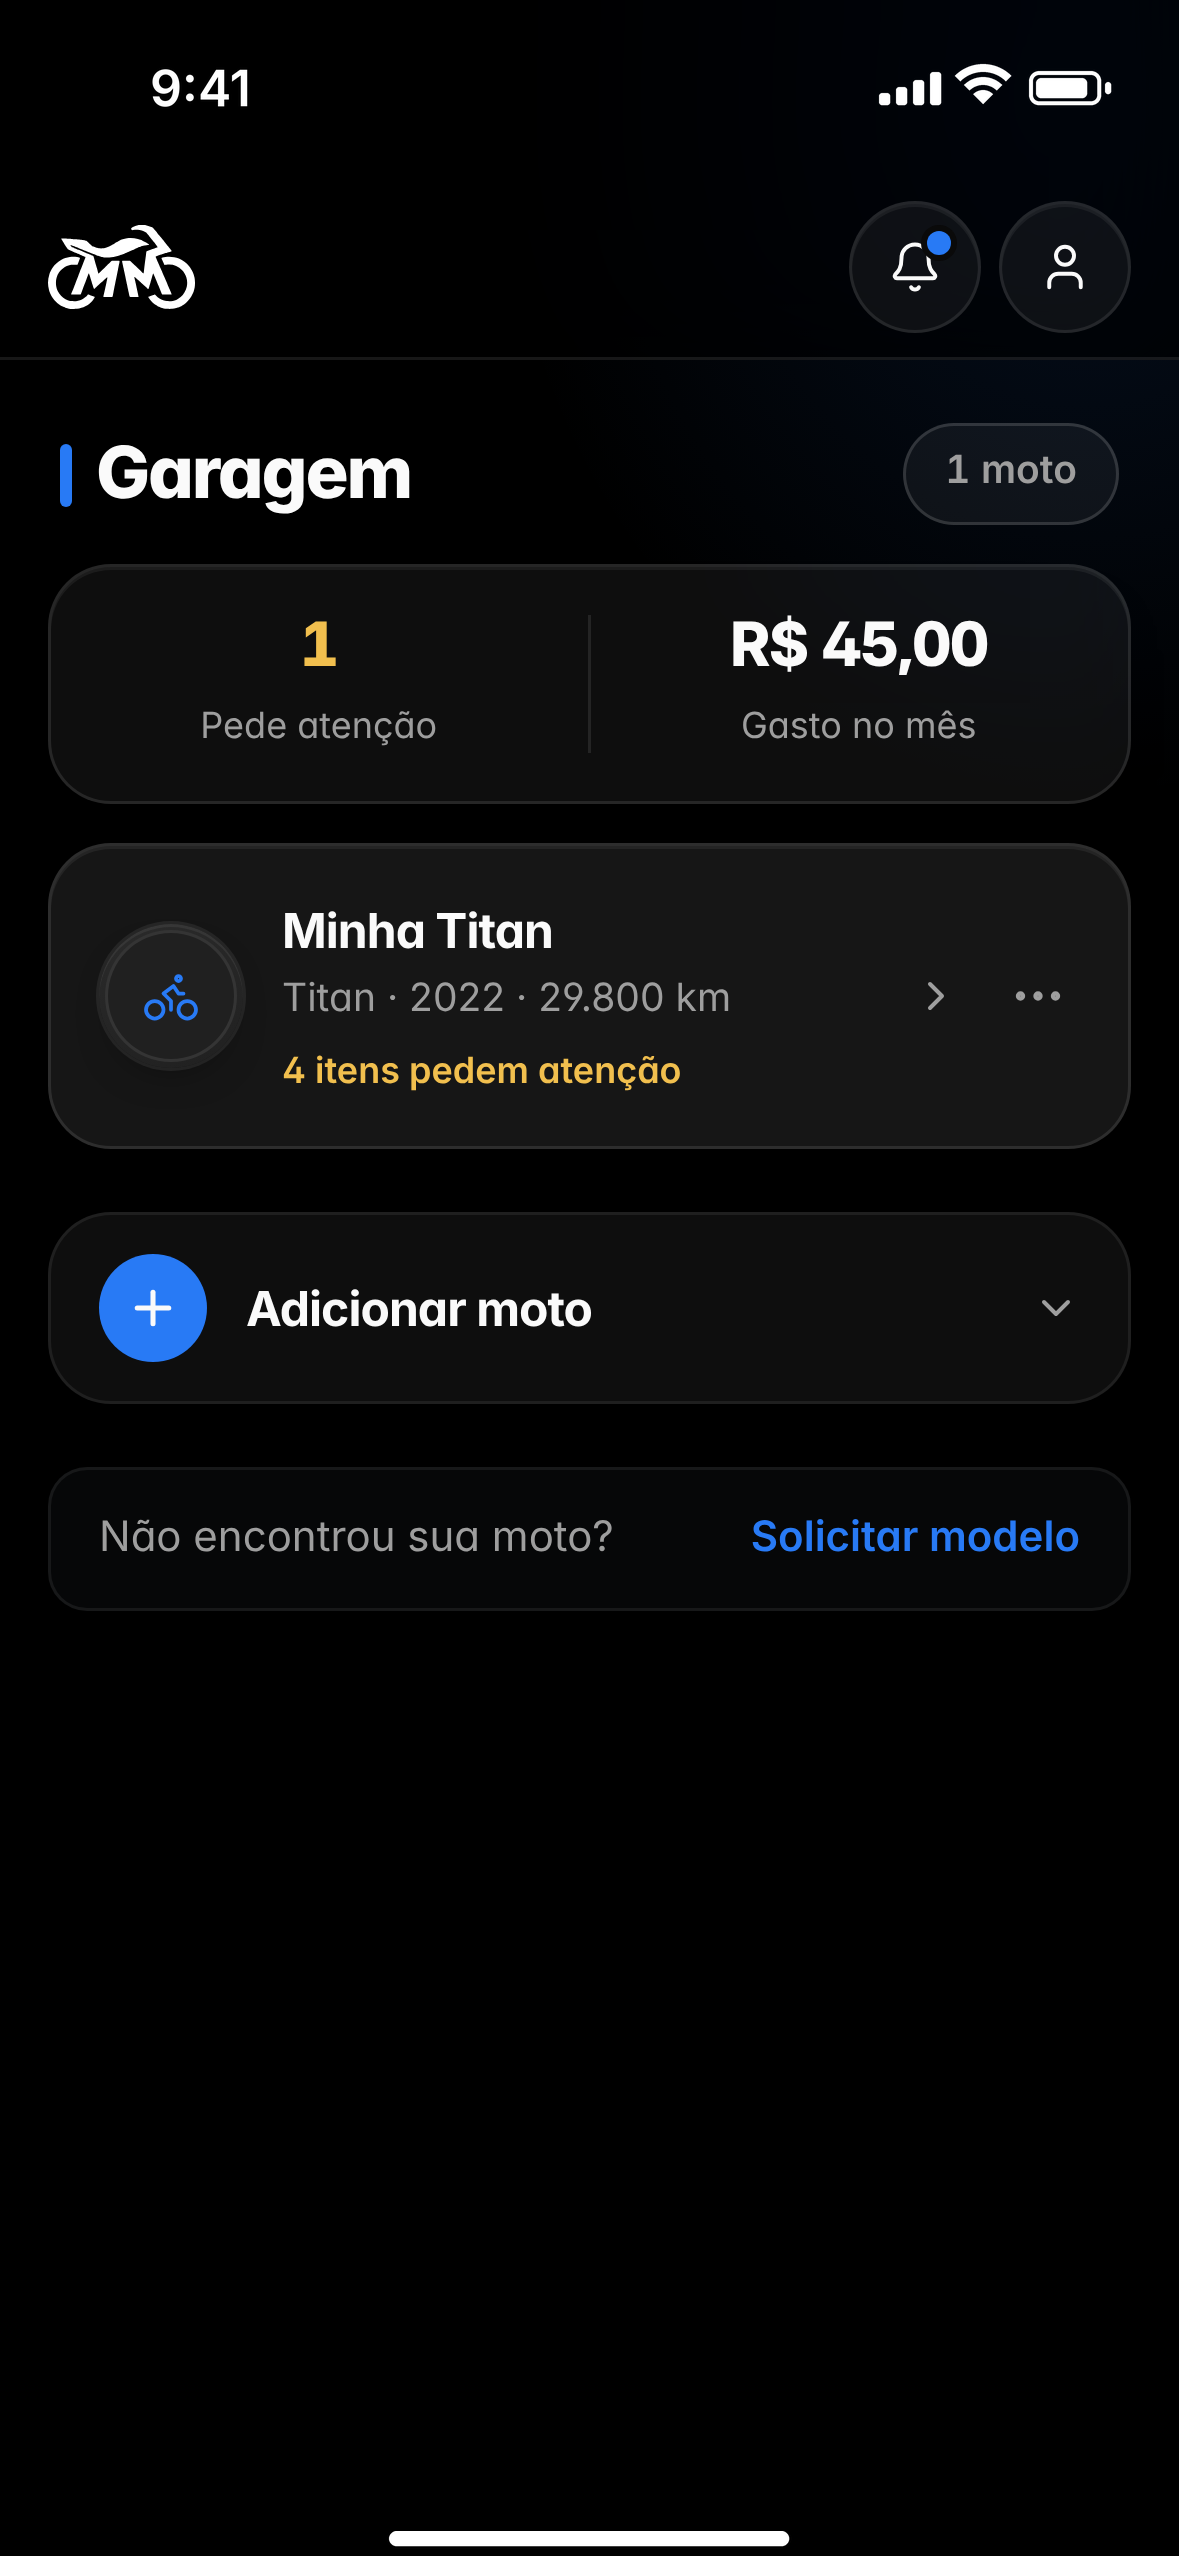 9:41
MM
Garagem
1 moto
1
Pede atenção
R$ 45,00
Gasto no mês
Minha Titan
Titan · 2022 · 29.800 km
4 itens pedem atenção
Adicionar moto
Não encontrou sua moto?
Solicitar modelo